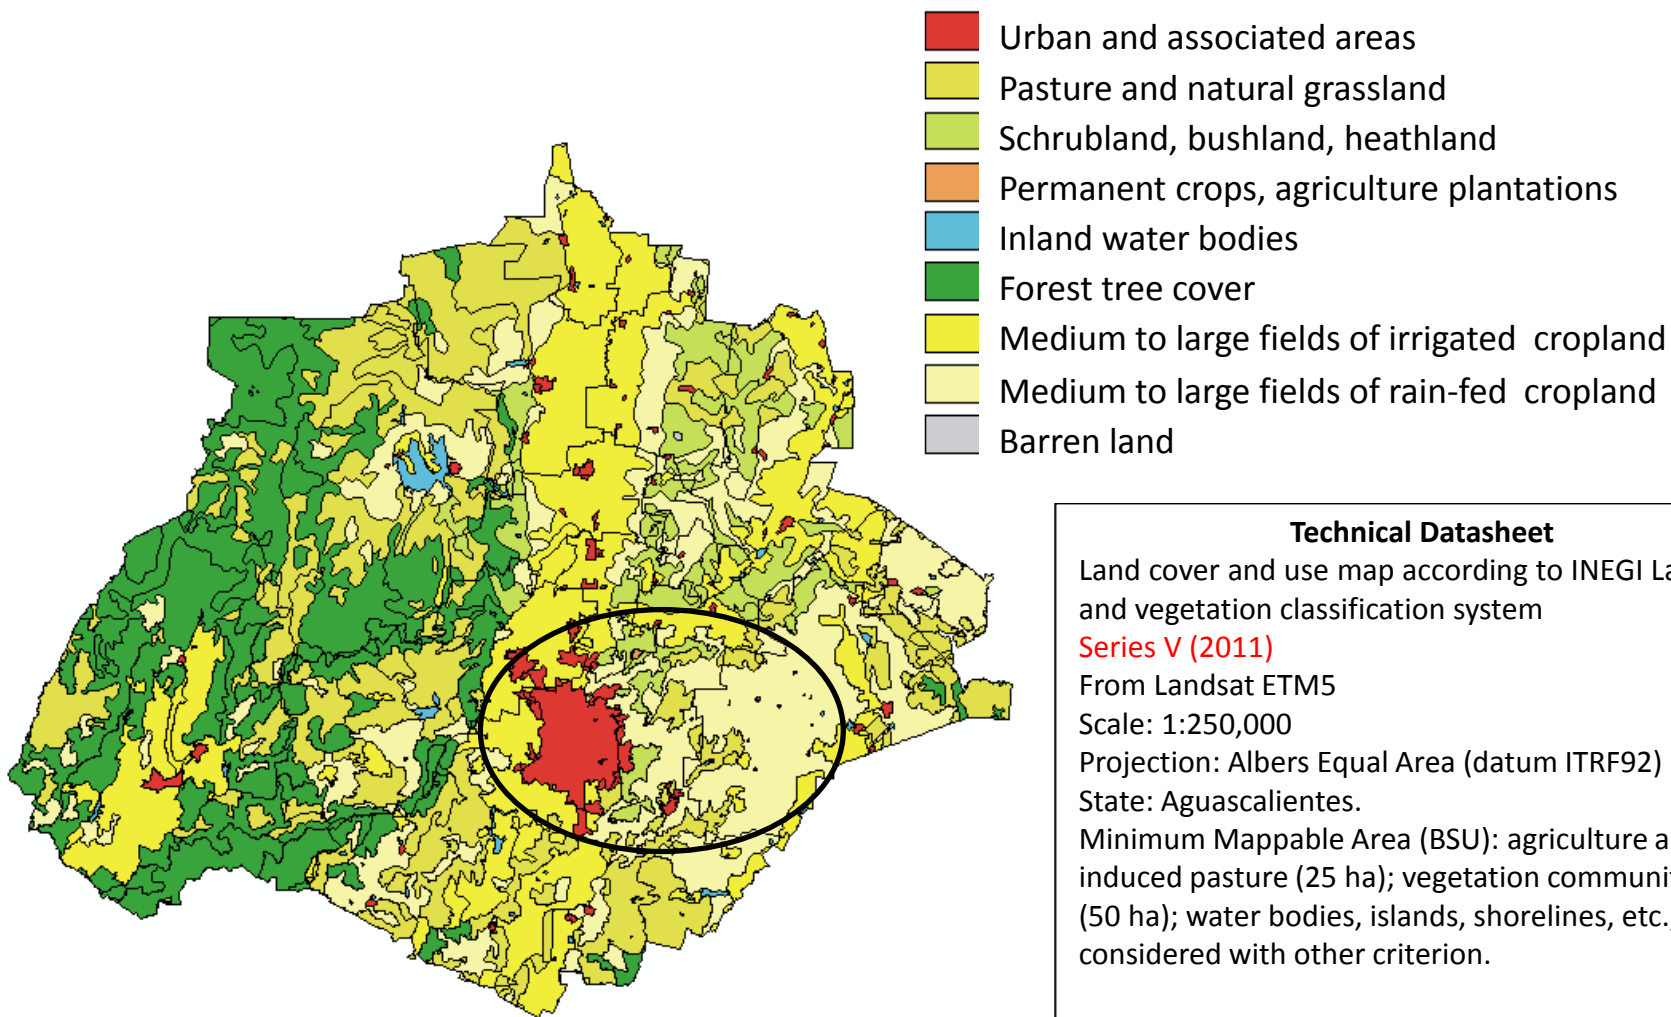 Urban and associated areas
Pasture and natural grassland
Schrubland, bushland, heathland
Permanent crops, agriculture plantations
Inland water bodies
Forest tree cover
Medium to large fields of irrigated cropland
Medium to large fields of rain-fed cropland
Barren land
Technical Datasheet
Land cover and use map according to INEGI
and vegetation classification system
Series V (2011)
From Landsat ETM5
Scale: 1:250,000
Projection: Albers Equal Area (datum ITRF92)
State: Aguascalientes.
Minimum Mappable Area (BSU): agriculture
induced pasture (25 ha); vegetation
(50 ha); water bodies, islands, shorelines, etc.,
considered with other criterion.